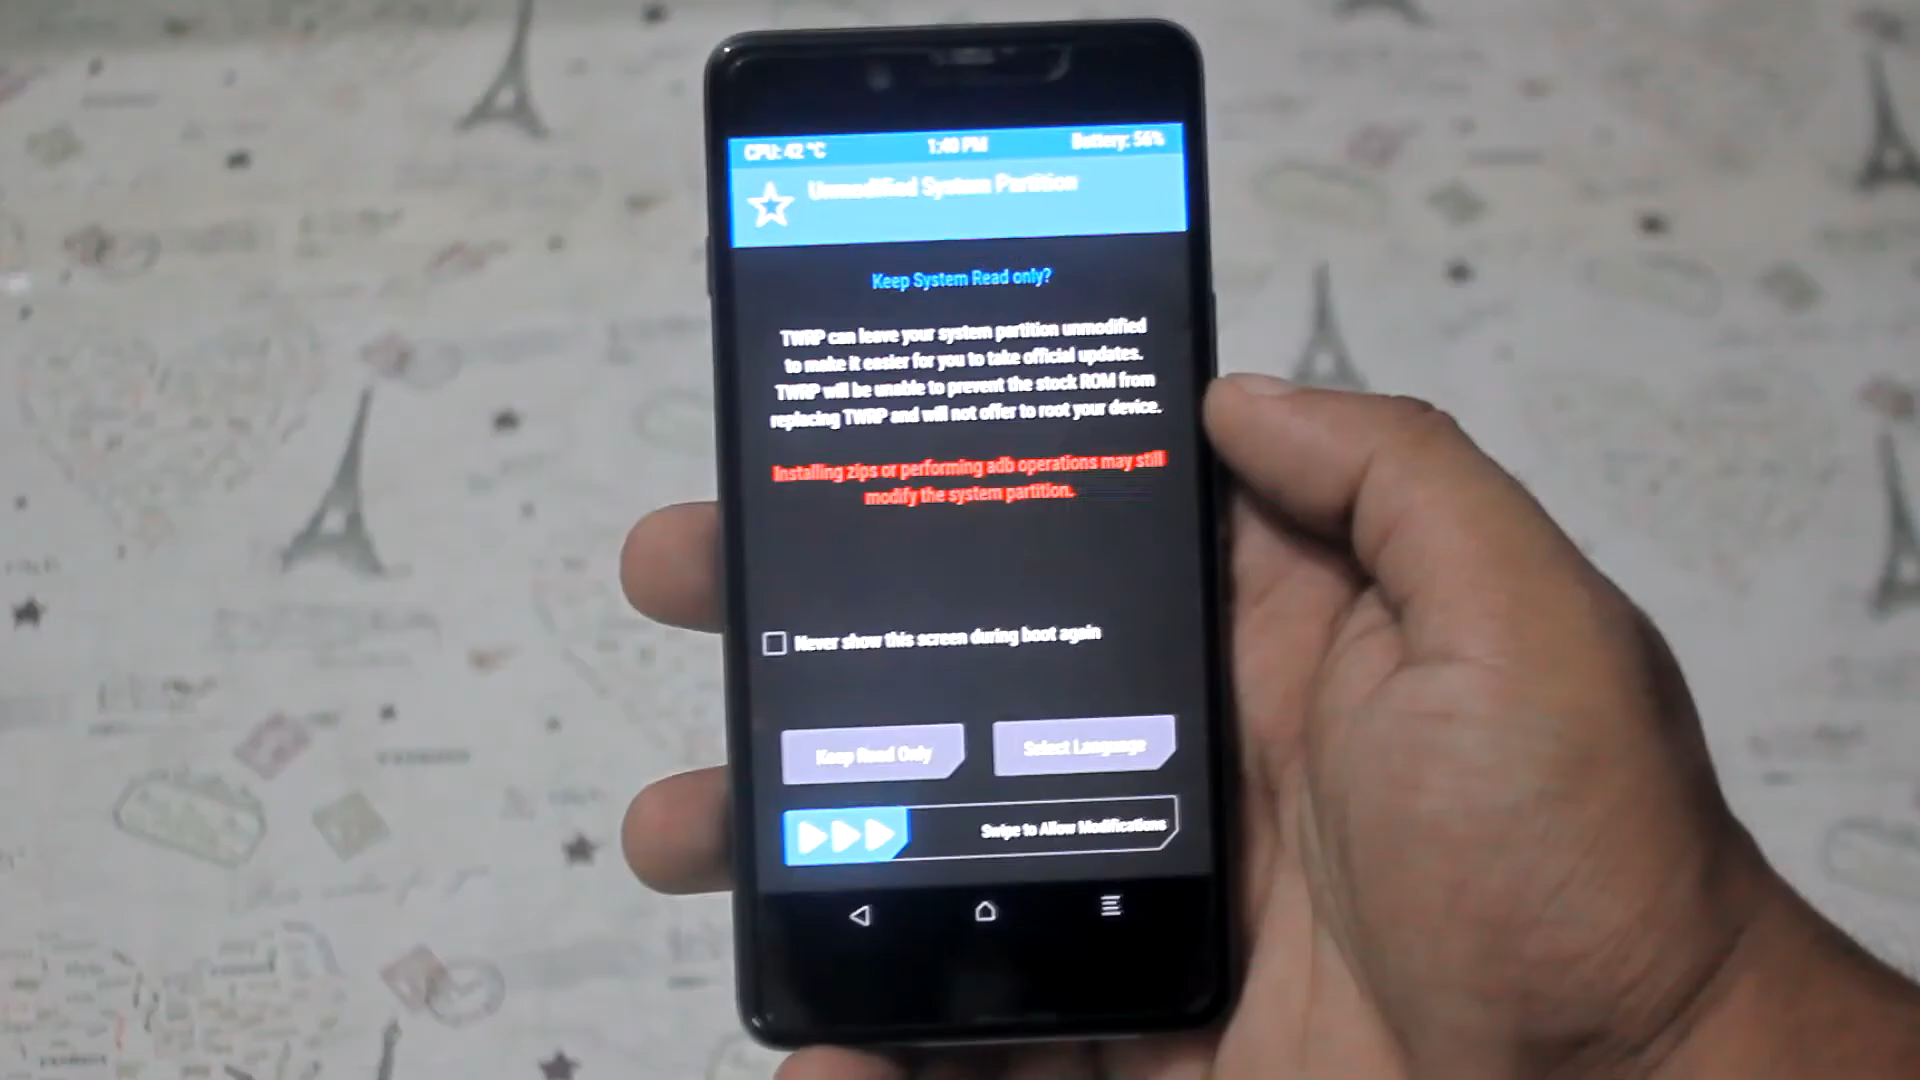 CPU: 42 °C 1:40 PM Battery: 56%
Unmodified System Partition
Keep System Read only?
TWRP can leave your system partition unmodified
to make it easier for you to take official updates.
TWRP will be unable to prevent the stock ROM from
replacing TWRP and will not offer to root your device.
Installing zips or performing adb operations may still
modify the system partition.
Never show this screen during boot again
Keep Read Only Select Language
Swipe to Allow Modifications